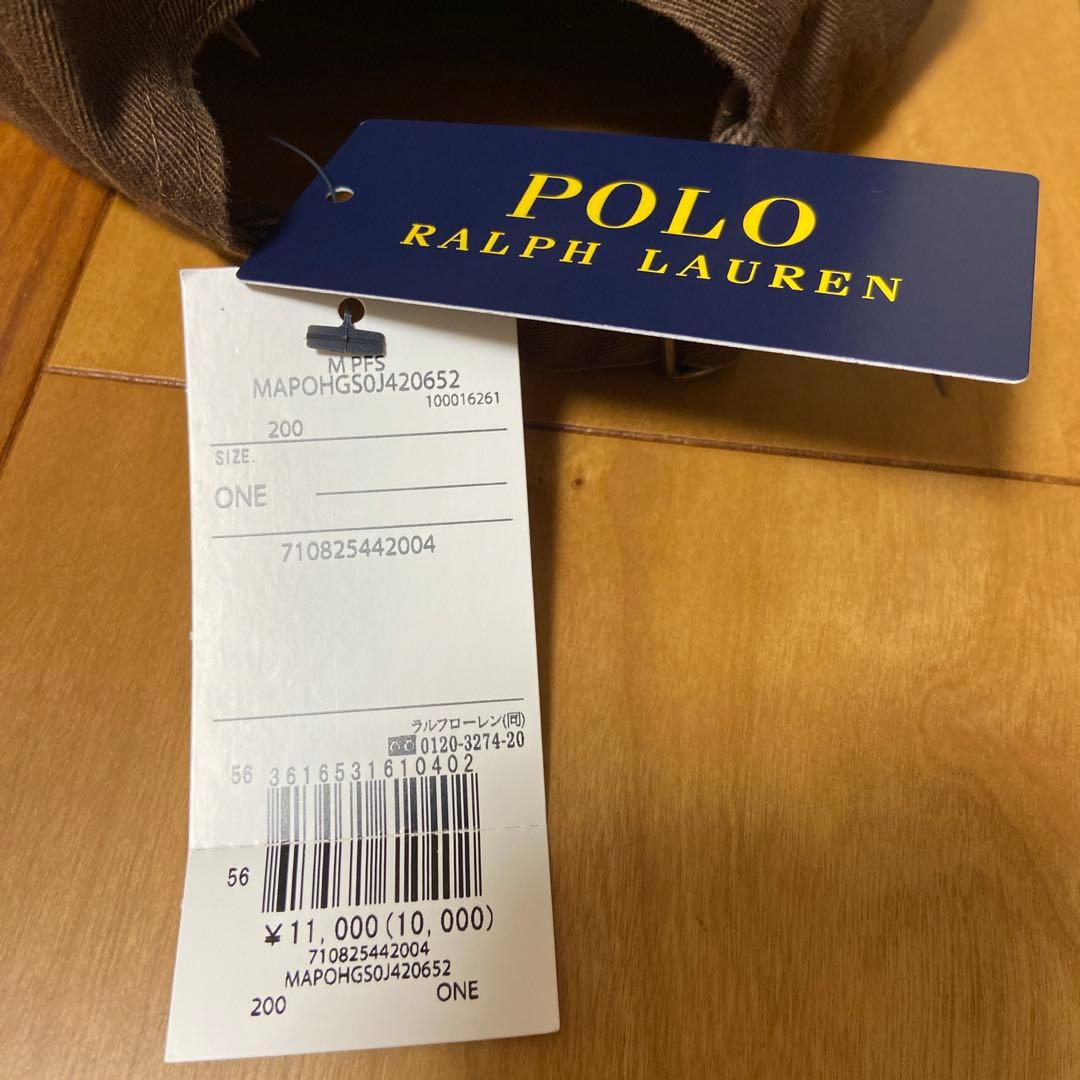 POLO
RALPH LAUREN
M PFS
MAPOHGS0J420652
100016261
200
SIZE.
ONE
710825442004
ラルフローレン(同)
0120-3274-20
56 3616531610402
56
¥11,000(10,000)
710825442004
MAPOHGS0J420652
200 ONE